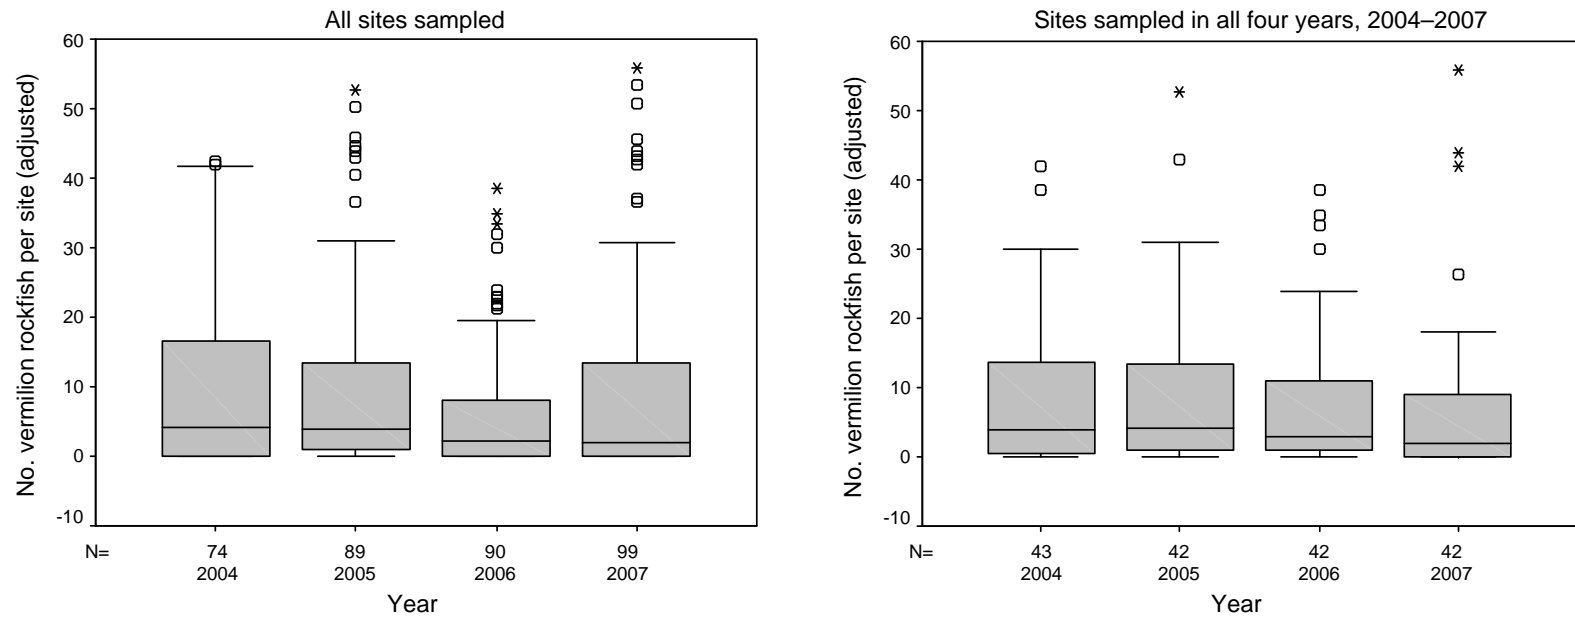 All sites sampled
No. vermilion rockfish per site (adjusted)
60
50
40
30
20
10
0
-10
N= 74 89 90 99
2004 2005 2006 2007
Year
Sites sampled in all four years, 2004–2007
No. vermilion rockfish per site (adjusted)
60
50
40
30
20
10
0
-10
N= 43 42 42 42
2004 2005 2006 2007
Year